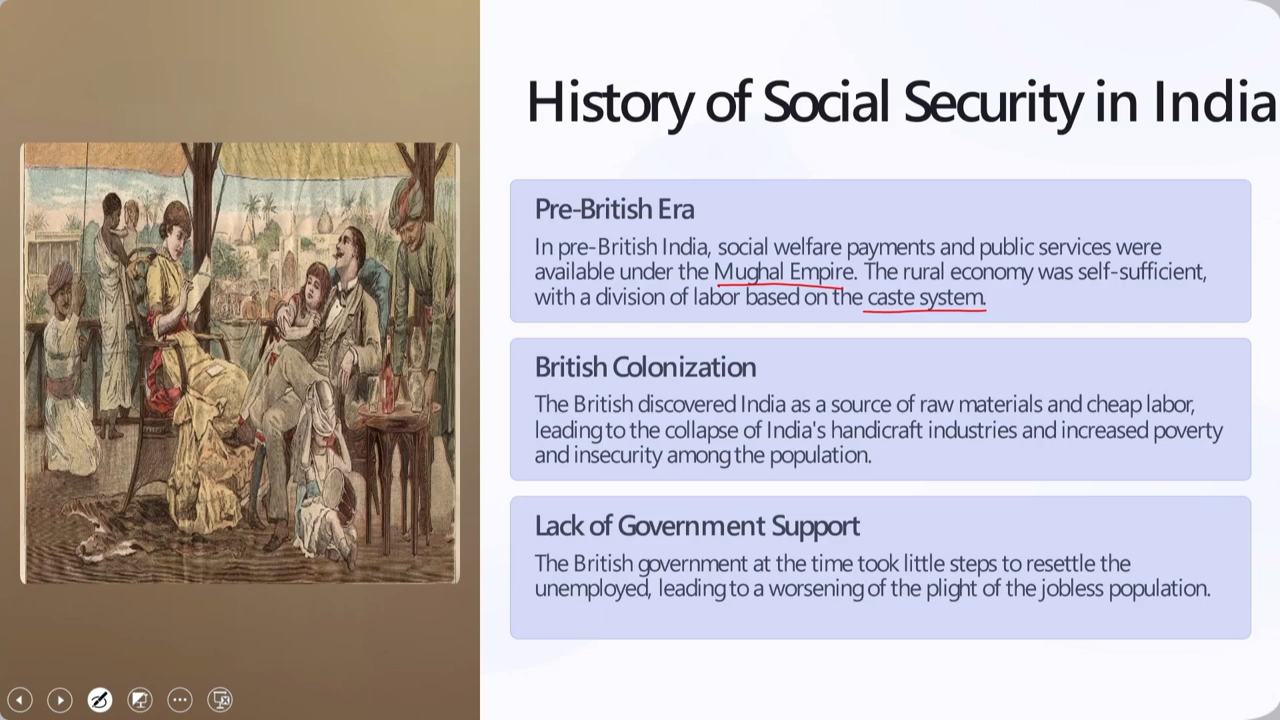 History of Social Security in India
Pre-British Era
In pre-British India, social welfare payments and public services were
available under the Mughal Empire. The rural economy was self-sufficient,
with a division of labor based on the caste system.
British Colonization
The British discovered India as a source of raw materials and cheap labor,
leading to the collapse of India's handicraft industries and increased poverty
and insecurity among the population.
Lack of Government Support
The British government at the time took little steps to resettle the
unemployed, leading to a worsening of the plight of the jobless population.